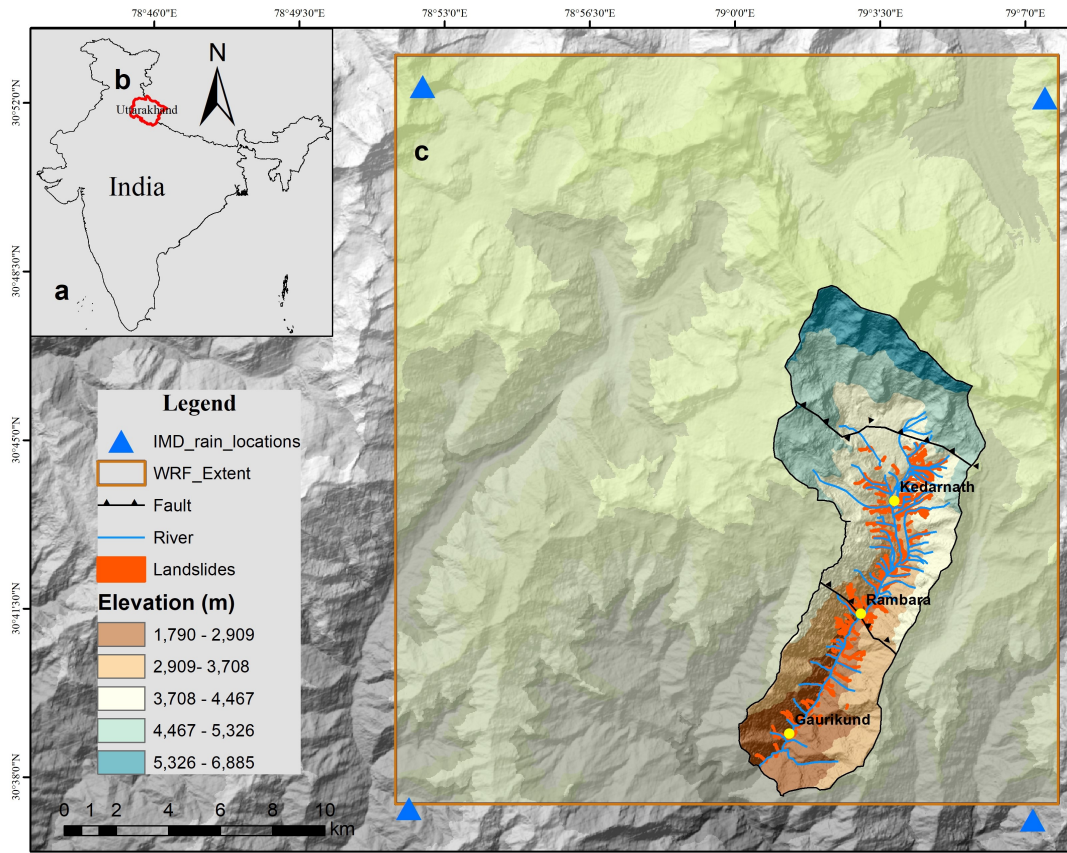 78°46'0"E 78°49'30"E 78°53'0"E 78°56'30"E 79°0'0"E 79°3'30"E 79°7'0"E
30°52'0"N
30°48'30"N
30°45'0"N
30°41'30"N
30°38'0"N
b
N
Uttarakhand
India
a
c
Legend
IMD_rain_locations
WRF_Extent
Fault
River
Landslides
Elevation (m)
1,790 - 2,909
2,909- 3,708
3,708 - 4,467
4,467 - 5,326
5,326 - 6,885
0 1 2 4 6 8 10
km
Kedarnath
Rambara
Gaurikund